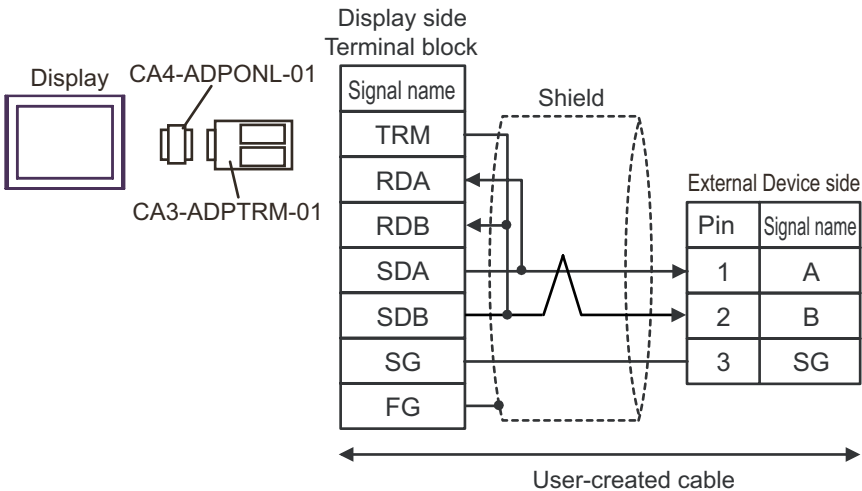 Display side
Terminal block
Display
CA4-ADPONL-01
CA3-ADPTRM-01
Signal name
TRM
RDA
RDB
SDA
SDB
SG
FG
Shield
External Device side
Pin
Signal name
1
A
2
B
3
SG
User-created cable